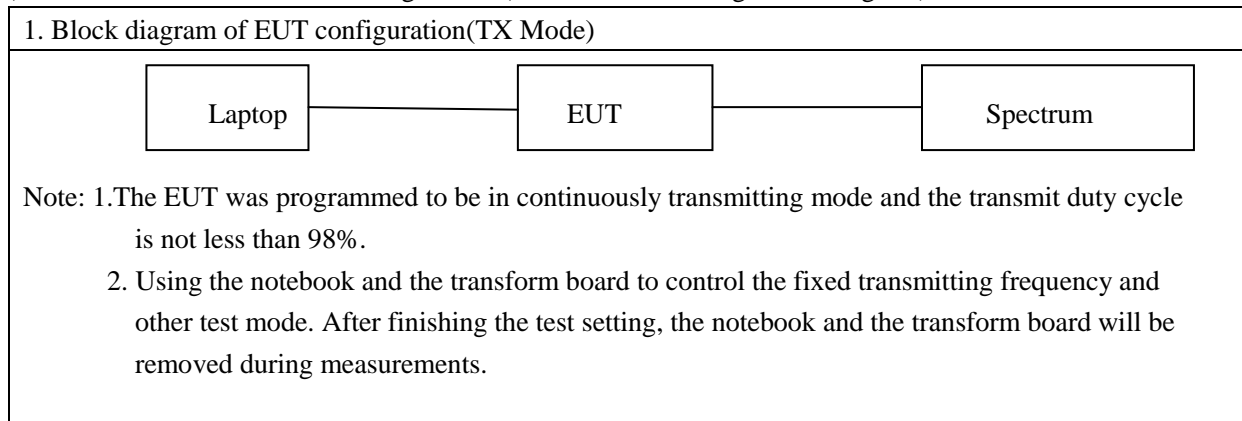 1. Block diagram of EUT configuration(TX Mode)
Laptop EUT Spectrum
Note: 1.The EUT was programmed to be in continuously transmitting mode and the transmit duty cycle
is not less than 98%.
2. Using the notebook and the transform board to control the fixed transmitting frequency and
other test mode. After finishing the test setting, the notebook and the transform board will be
removed during measurements.